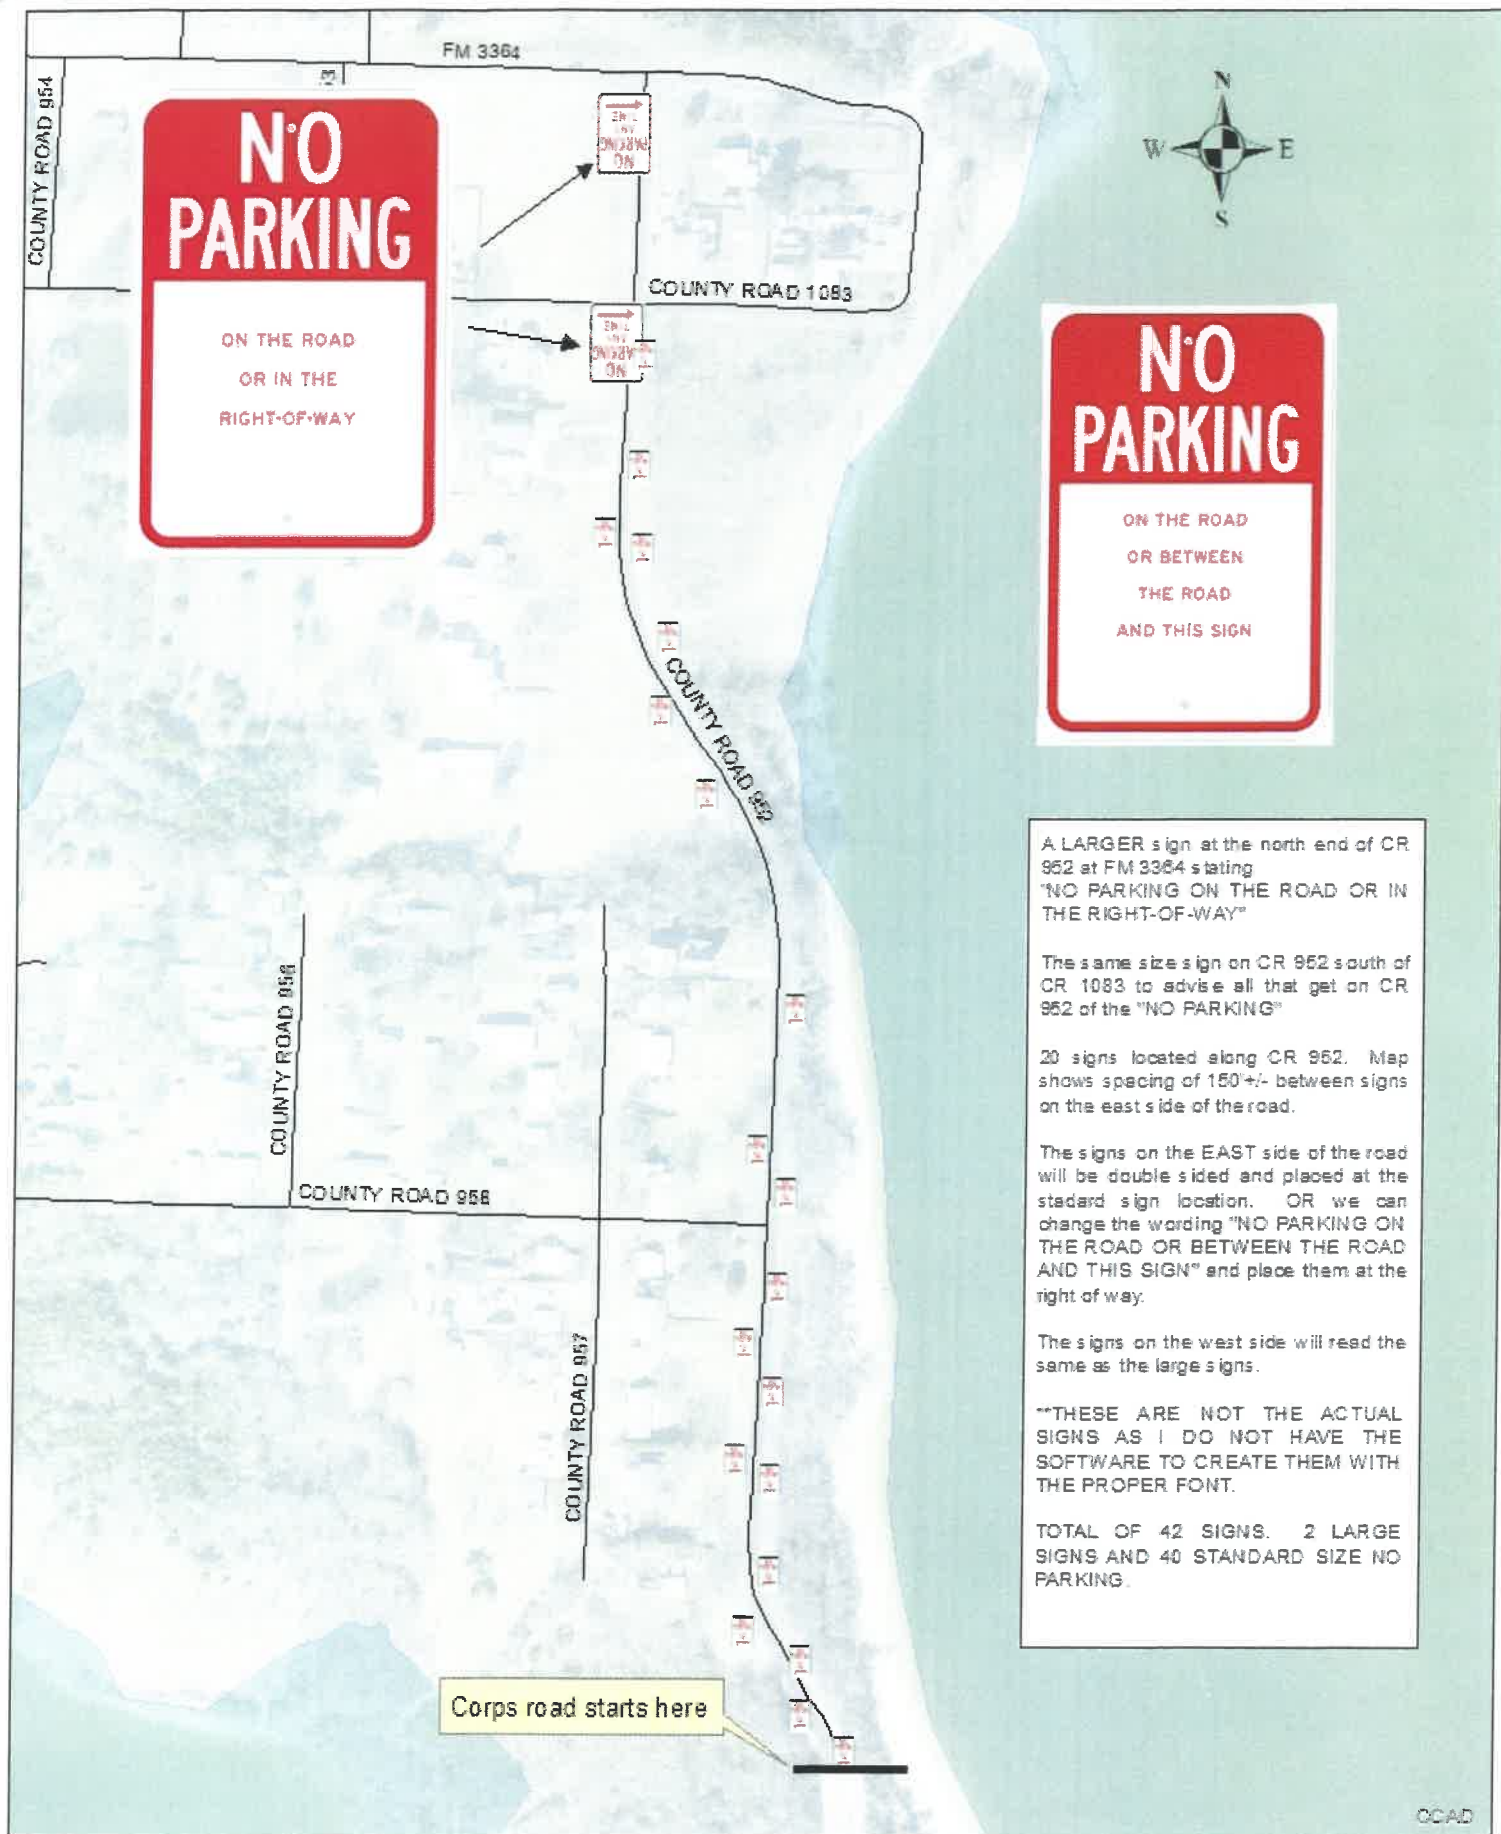 FM 3364
COUNTY ROAD 954
3
NO
PARKING
ON THE ROAD
OR IN THE
RIGHT-OF-WAY
NO
PARKING
ANY
TIME
N
W E
S
COUNTY ROAD 1083
NO
PARKING
ANY
TIME
NO
PARKING
ON THE ROAD
OR BETWEEN
THE ROAD
AND THIS SIGN
COUNTY ROAD 952
A LARGER sign at the north end of CR
952 at FM 3364 stating
"NO PARKING ON THE ROAD OR IN
THE RIGHT-OF-WAY"
The same size sign on CR 952 south of
CR 1083 to advise all that get on CR
952 of the "NO PARKING"
20 signs located along CR 952. Map
shows spacing of 150'+/- between signs
on the east side of the road.
The signs on the EAST side of the road
will be double sided and placed at the
stadard sign location. OR we can
change the wording "NO PARKING ON
THE ROAD OR BETWEEN THE ROAD
AND THIS SIGN" and place them at the
right of way.
The signs on the west side will read the
same as the large signs.
**THESE ARE NOT THE ACTUAL
SIGNS AS I DO NOT HAVE THE
SOFTWARE TO CREATE THEM WITH
THE PROPER FONT.
TOTAL OF 42 SIGNS. 2 LARGE
SIGNS AND 40 STANDARD SIZE NO
PARKING.
COUNTY ROAD 956
COUNTY ROAD 958
COUNTY ROAD 957
Corps road starts here
CCAD